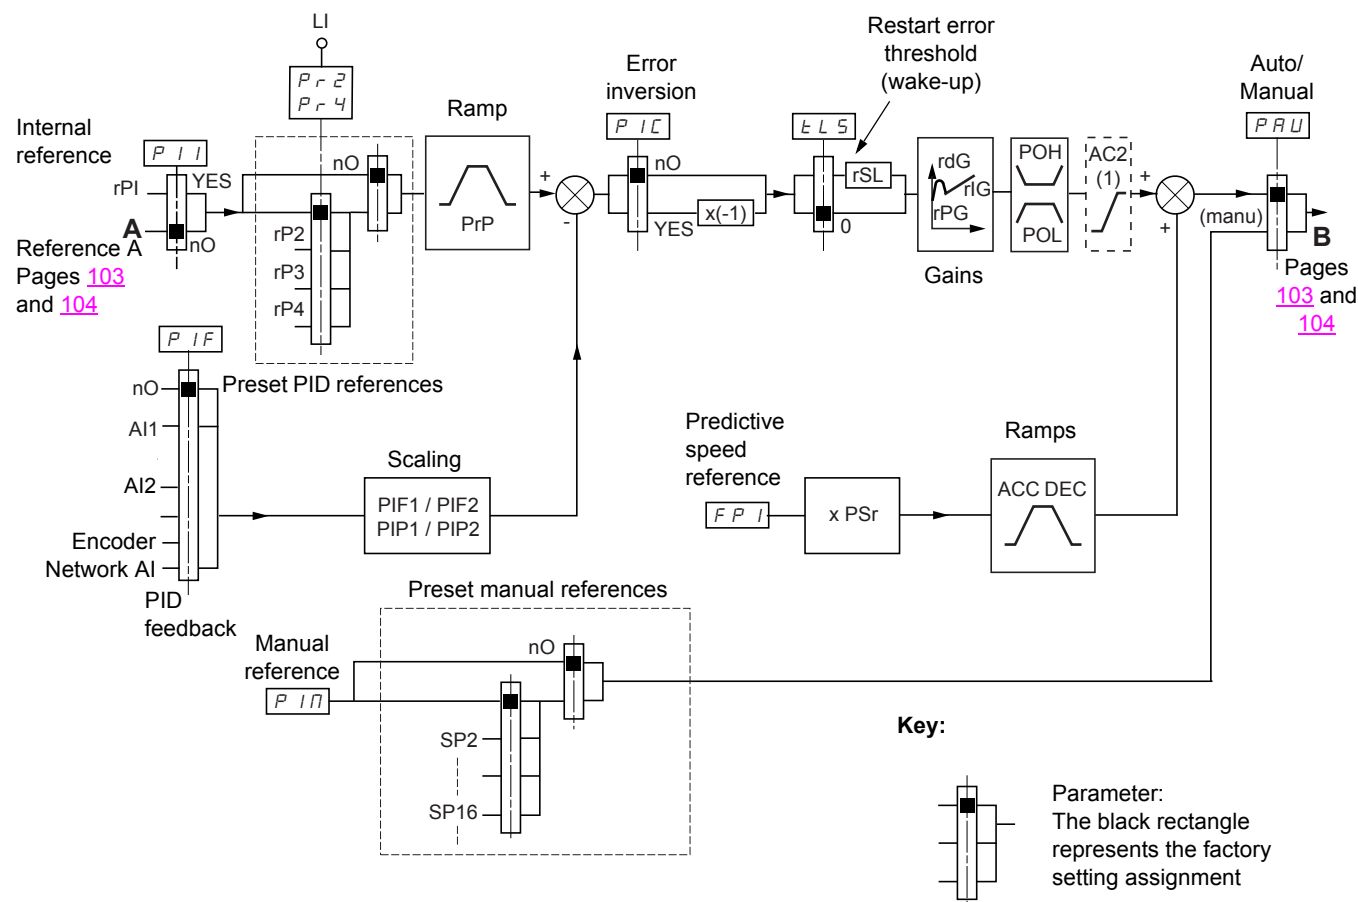 LI
Pr2
Pr4
Restart error
threshold
(wake-up)
Error
inversion
Auto/
Manual
Ramp
Internal
reference
PII
PIC
tLS
PAU
rPI
YES
nO
nO
rSL
rdG
rIG
rPG
POH
POL
AC2
(1)
+
+
A
nO
Reference A
Pages 103
and 104
rP2
rP3
rP4
PrP
-
YES
x(-1)
0
Gains
+
(manu)
B
Pages
103 and
104
PIF
Preset PID references
nO
AI1
AI2
Encoder
Network AI
PID
feedback
Scaling
PIF1 / PIF2
PIP1 / PIP2
Predictive
speed
reference
FPI
x PSr
Ramps
ACC DEC
Preset manual references
Manual
reference
PIM
nO
SP2
SP16
Key:
Parameter:
The black rectangle
represents the factory
setting assignment